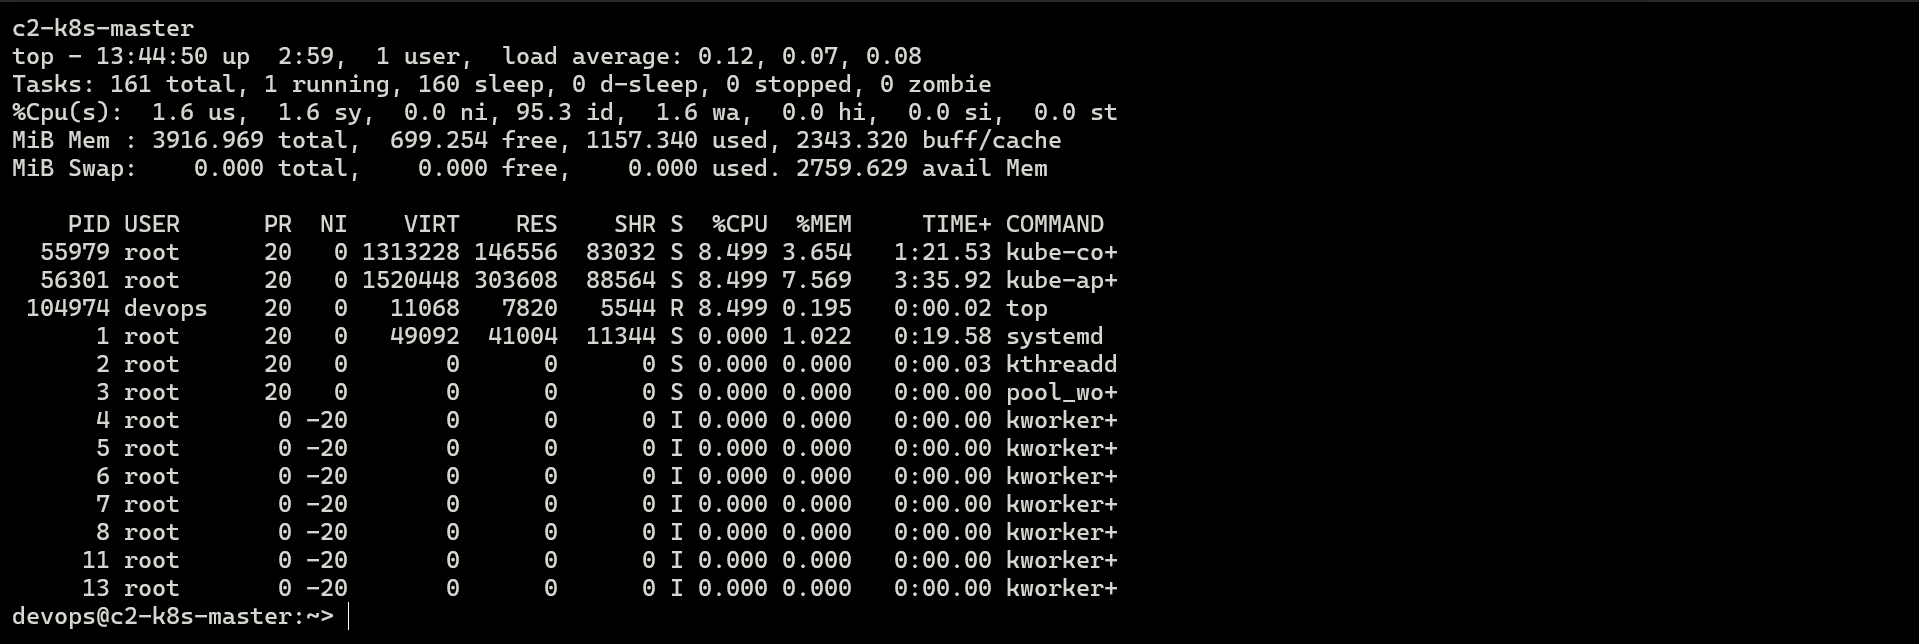 c2-k8s-master
top - 13:44:50 up  2:59,  1 user,  load average: 0.12, 0.07, 0.08
Tasks: 161 total, 1 running, 160 sleep, 0 d-sleep, 0 stopped, 0 zombie
%Cpu(s):  1.6 us,  1.6 sy,  0.0 ni, 95.3 id,  1.6 wa,  0.0 hi,  0.0 si,  0.0 st
MiB Mem : 3916.969 total,  699.254 free, 1157.340 used, 2343.320 buff/cache
MiB Swap:    0.000 total,    0.000 free,    0.000 used. 2759.629 avail Mem

    PID USER      PR  NI    VIRT    RES    SHR S  %CPU  %MEM     TIME+ COMMAND
  55979 root      20   0 1313228 146556  83032 S 8.499 3.654   1:21.53 kube-co+
  56301 root      20   0 1520448 303608  88564 S 8.499 7.569   3:35.92 kube-ap+
 104974 devops    20   0   11068   7820   5544 R 8.499 0.195   0:00.02 top
      1 root      20   0   49092  41004  11344 S 0.000 1.022   0:19.58 systemd
      2 root      20   0       0      0      0 S 0.000 0.000   0:00.03 kthreadd
      3 root      20   0       0      0      0 S 0.000 0.000   0:00.00 pool_wo+
      4 root       0 -20       0      0      0 I 0.000 0.000   0:00.00 kworker+
      5 root       0 -20       0      0      0 I 0.000 0.000   0:00.00 kworker+
      6 root       0 -20       0      0      0 I 0.000 0.000   0:00.00 kworker+
      7 root       0 -20       0      0      0 I 0.000 0.000   0:00.00 kworker+
      8 root       0 -20       0      0      0 I 0.000 0.000   0:00.00 kworker+
     11 root       0 -20       0      0      0 I 0.000 0.000   0:00.00 kworker+
     13 root       0 -20       0      0      0 I 0.000 0.000   0:00.00 kworker+
devops@c2-k8s-master:~>